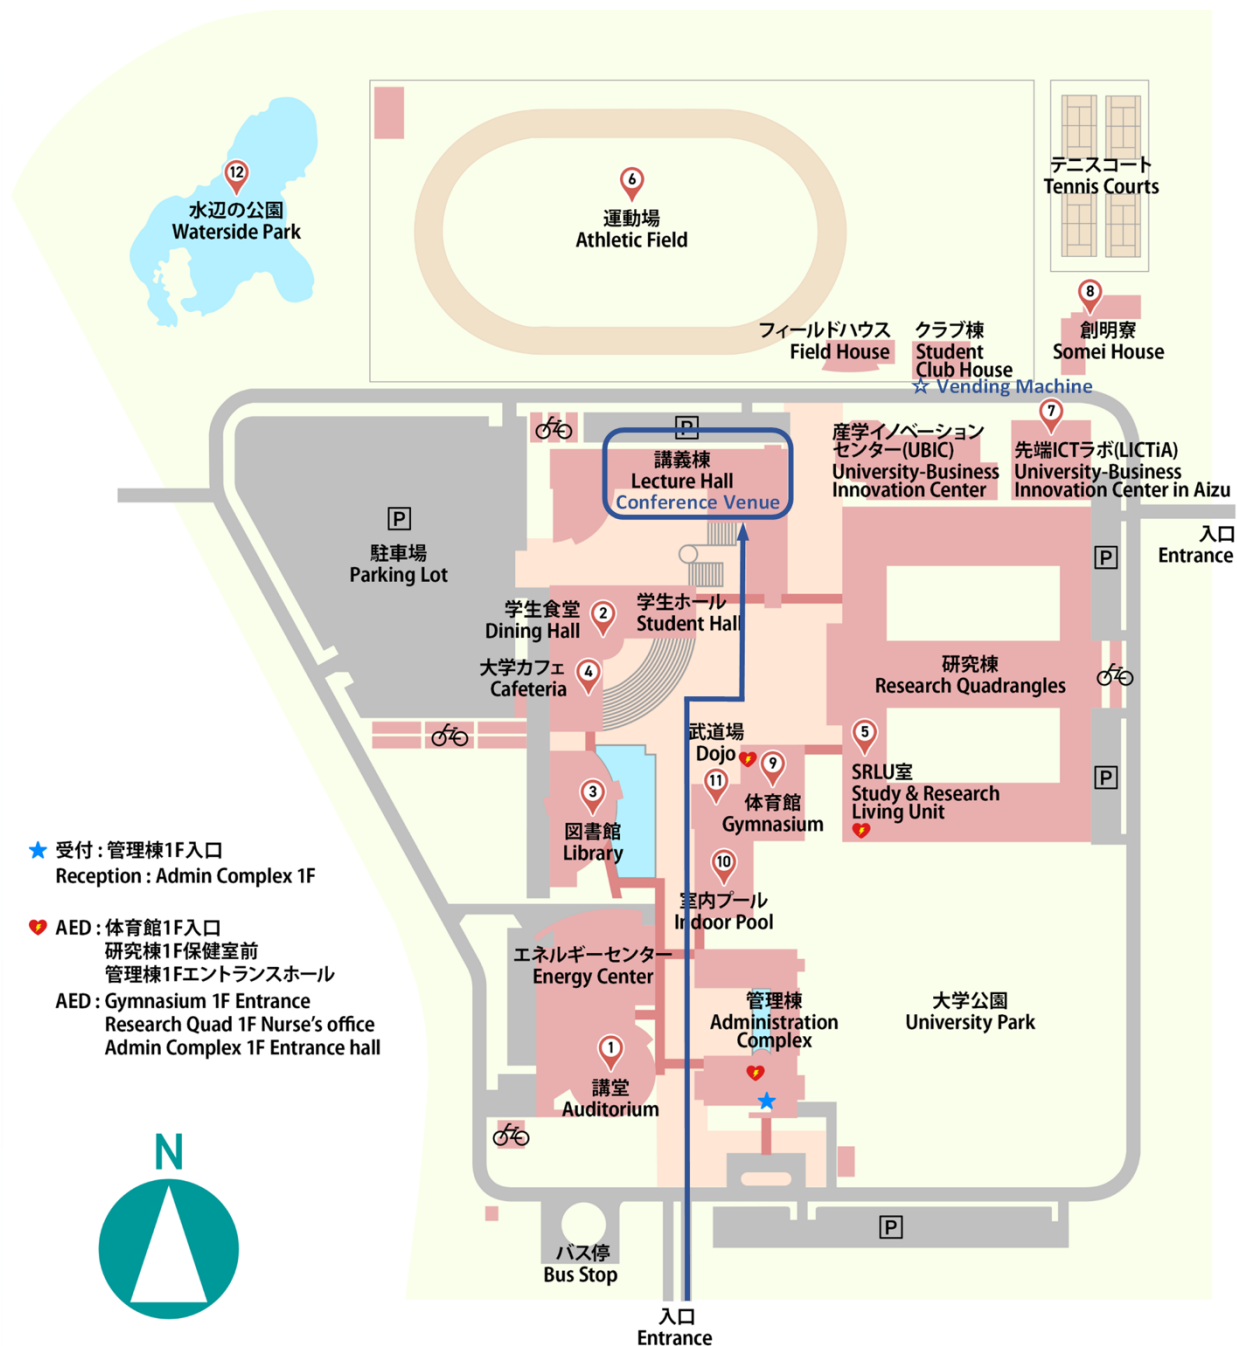 12
水辺の公園
Waterside Park
6
運動場
Athletic Field
テニスコート
Tennis Courts
8
創明寮
Somei House
フィールドハウス
Field House
クラブ棟
Student
Club House
☆ Vending Machine
7
先端ICTラボ(LICTiA)
University-Business
Innovation Center in Aizu
産学イノベーション
センター(UBIC)
University-Business
Innovation Center
P
講義棟
Lecture Hall
Conference Venue
P
駐車場
Parking Lot
入口
Entrance
P
学生食堂
Dining Hall
2
学生ホール
Student Hall
大学カフェ
Cafeteria
4
研究棟
Research Quadrangles
武道場
Dojo
11
9
体育館
Gymnasium
5
SRLU室
Study & Research
Living Unit
P
3
図書館
Library
10
室内プール
Indoor Pool
★ 受付 : 管理棟1F入口
Reception : Admin Complex 1F
AED : 体育館1F入口
研究棟1F保健室前
管理棟1Fエントランスホール
AED : Gymnasium 1F Entrance
Research Quad 1F Nurse's office
Admin Complex 1F Entrance hall
エネルギーセンター
Energy Center
管理棟
Administration
Complex
大学公園
University Park
1
講堂
Auditorium
N
バス停
Bus Stop
P
入口
Entrance